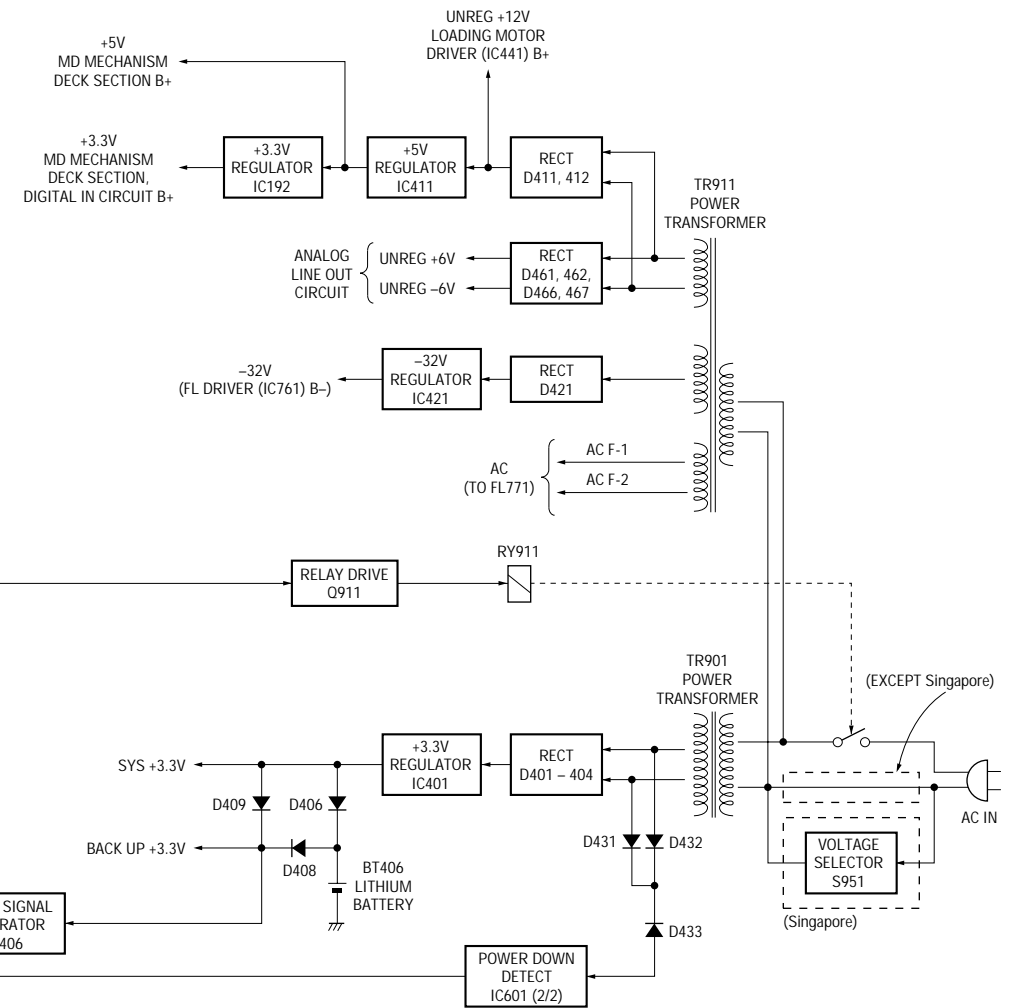 UNREG +12V
LOADING MOTOR
DRIVER (IC441) B+
+5V
MD MECHANISM
DECK SECTION B+
+3.3V
MD MECHANISM
DECK SECTION,
DIGITAL IN CIRCUIT B+
+3.3V
REGULATOR
IC192
+5V
REGULATOR
IC411
RECT
D411, 412
TR911
POWER
TRANSFORMER
ANALOG
LINE OUT
CIRCUIT
UNREG +6V
UNREG –6V
RECT
D461, 462,
D466, 467
–32V
(FL DRIVER (IC761) B–)
–32V
REGULATOR
IC421
RECT
D421
AC
(TO FL771)
AC F-1
AC F-2
RELAY DRIVE
Q911
RY911
TR901
POWER
TRANSFORMER
(EXCEPT Singapore)
SYS +3.3V
+3.3V
REGULATOR
IC401
RECT
D401 – 404
D409
D406
BACK UP +3.3V
D408
BT406
LITHIUM
BATTERY
D431
D432
AC IN
VOLTAGE
SELECTOR
S951
(Singapore)
SIGNAL
RATOR
406
D433
POWER DOWN
DETECT
IC601 (2/2)